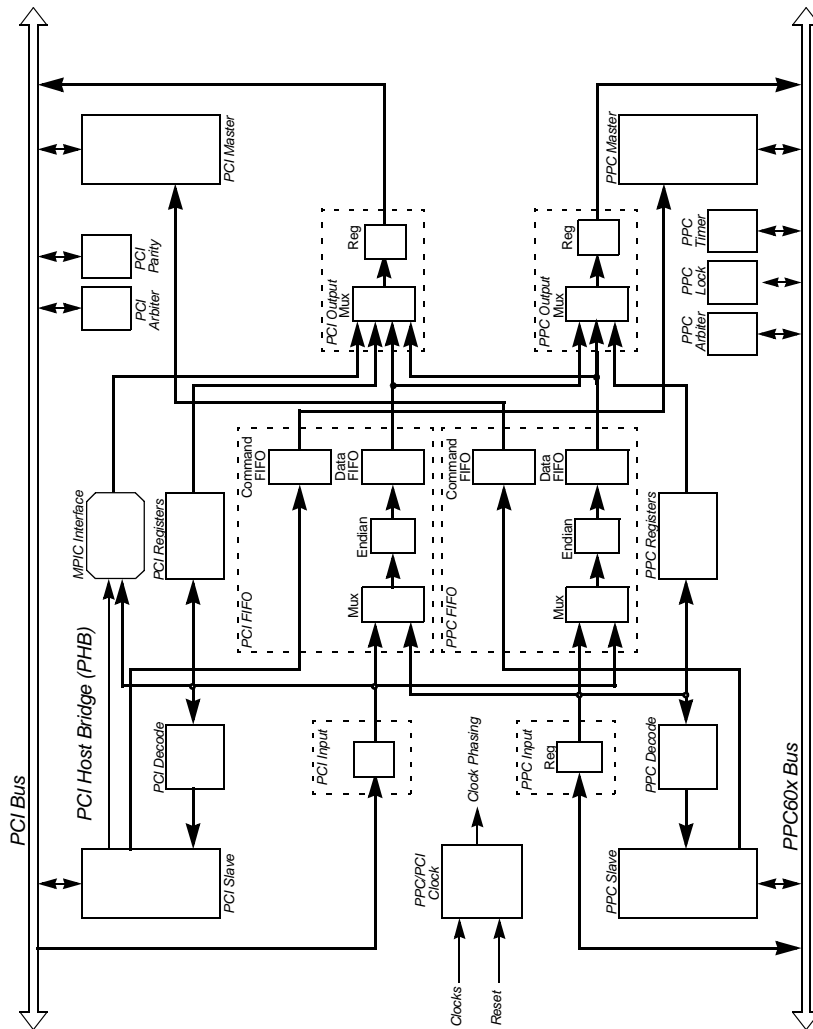 PCI Bus
PCI Host Bridge (PHB)
PCI Slave
PCI Decode
MPIC Interface
PCI Registers
PCI
Arbiter
PCI
Parity
PCI Master
PCI Input
PCI FIFO
Mux
Endian
Command
FIFO
Data
FIFO
PCI Output
Mux
Reg
Clocks
Reset
PPC/PCI
Clock
Clock Phasing
PPC Input
Reg
PPC FIFO
Mux
Endian
Command
FIFO
Data
FIFO
PPC Output
Mux
Reg
PPC Slave
PPC Decode
PPC Registers
PPC
Arbiter
PPC
Lock
PPC
Timer
PPC Master
PPC60x Bus